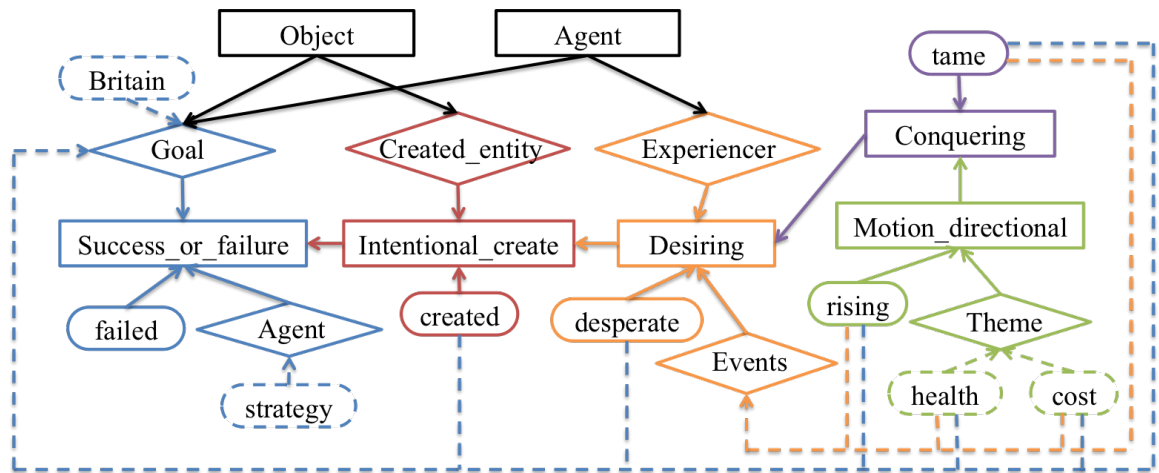 Object
Agent
tame
Britain
Goal
Created_entity
Experiencer
Conquering
Success_or_failure
Intentional_create
Desiring
Motion_directional
failed
Agent
created
desperate
rising
Theme
Events
strategy
health
cost